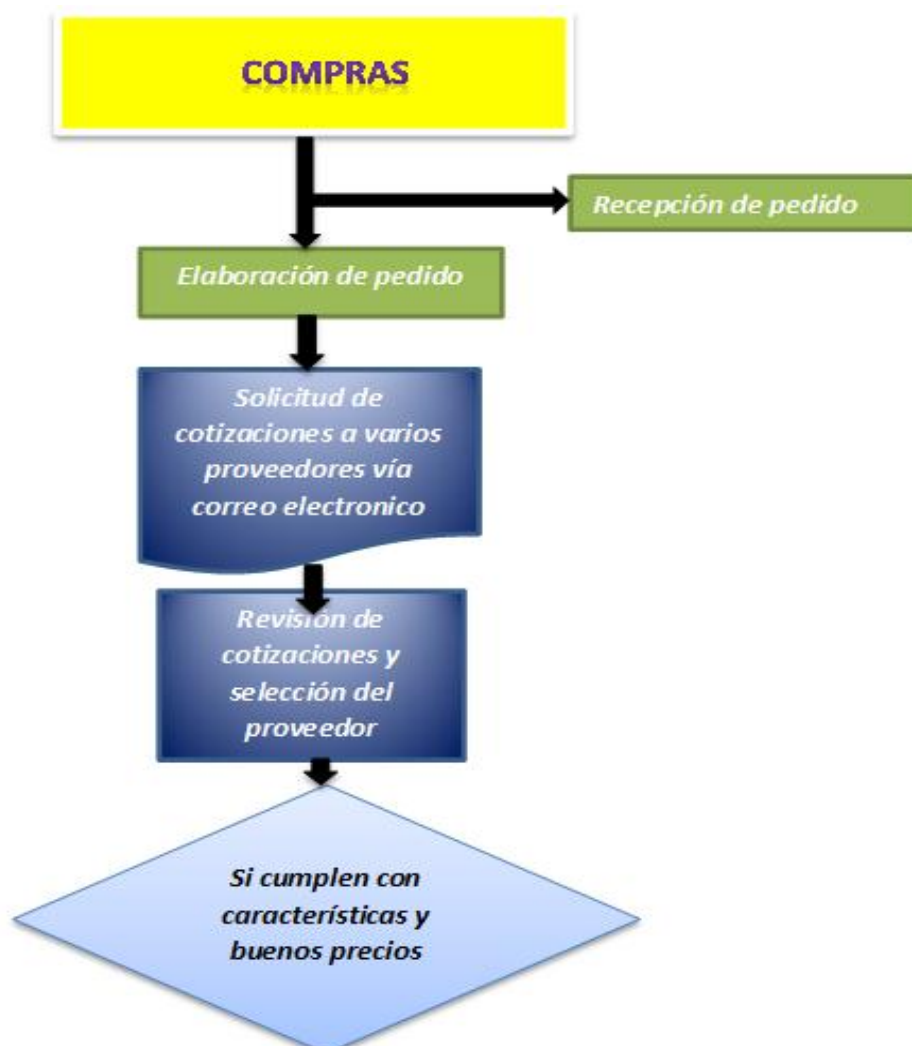 COMPRAS
Recepción de pedido
Elaboración de pedido
Solicitud de
cotizaciones a varios
proveedores vía
correo electronico
Revisión de
cotizaciones y
selección del
proveedor
Si cumplen con
características y
buenos precios